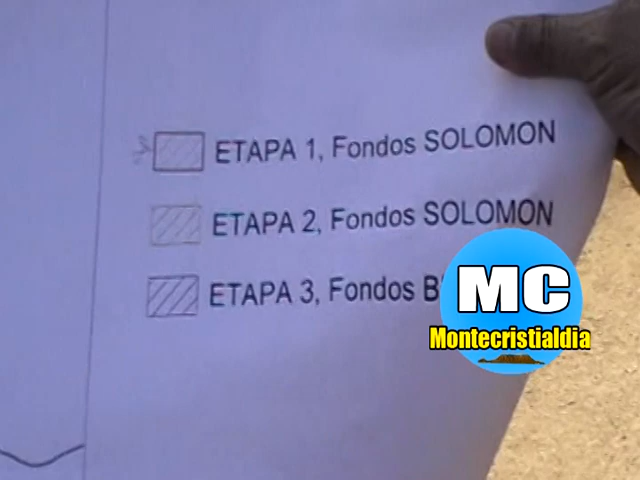 ETAPA 1, Fondos SOLOMON
ETAPA 2, Fondos SOLOMON
ETAPA 3, Fondos
MC
Montecristialdia